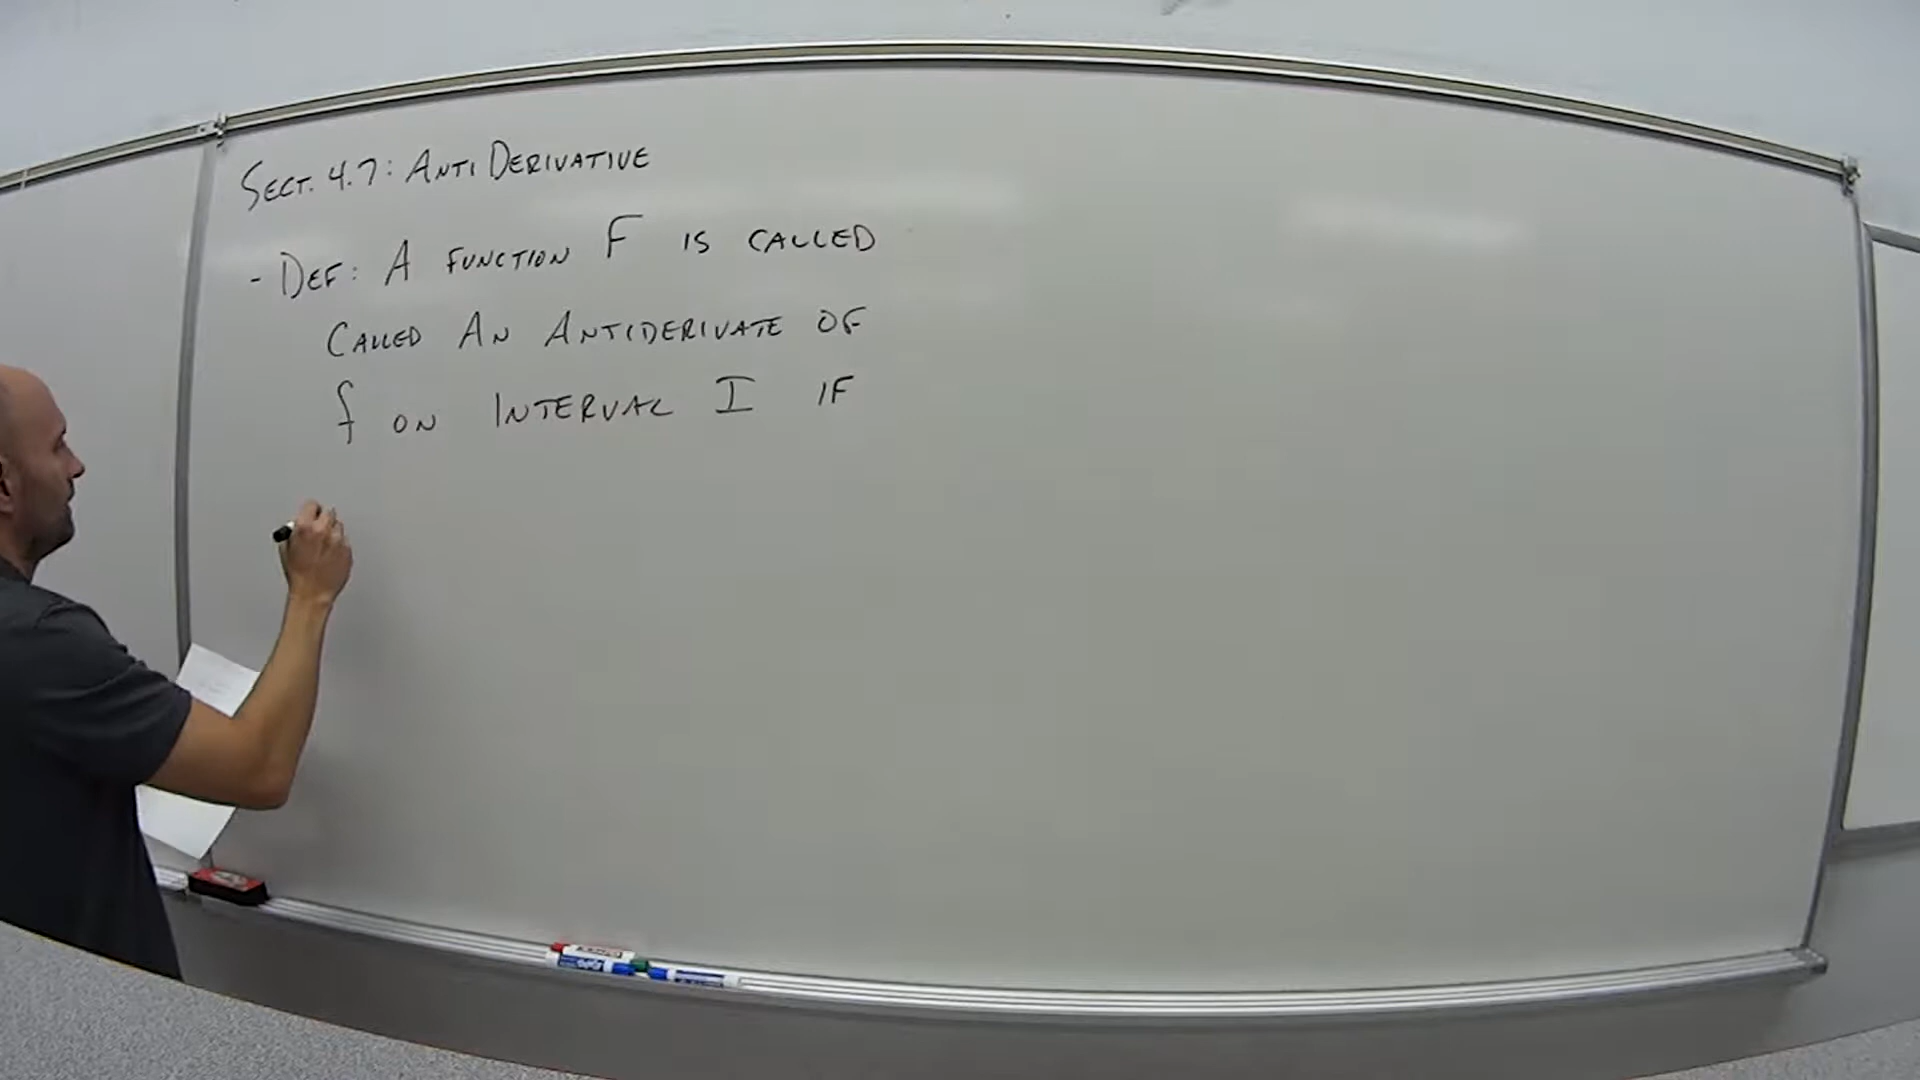 SECT. 4.7: ANTI DERIVATIVE
- DEF: A FUNCTION F IS CALLED
CALLED AN ANTIDERIVATE OF
f ON INTERVAL I IF